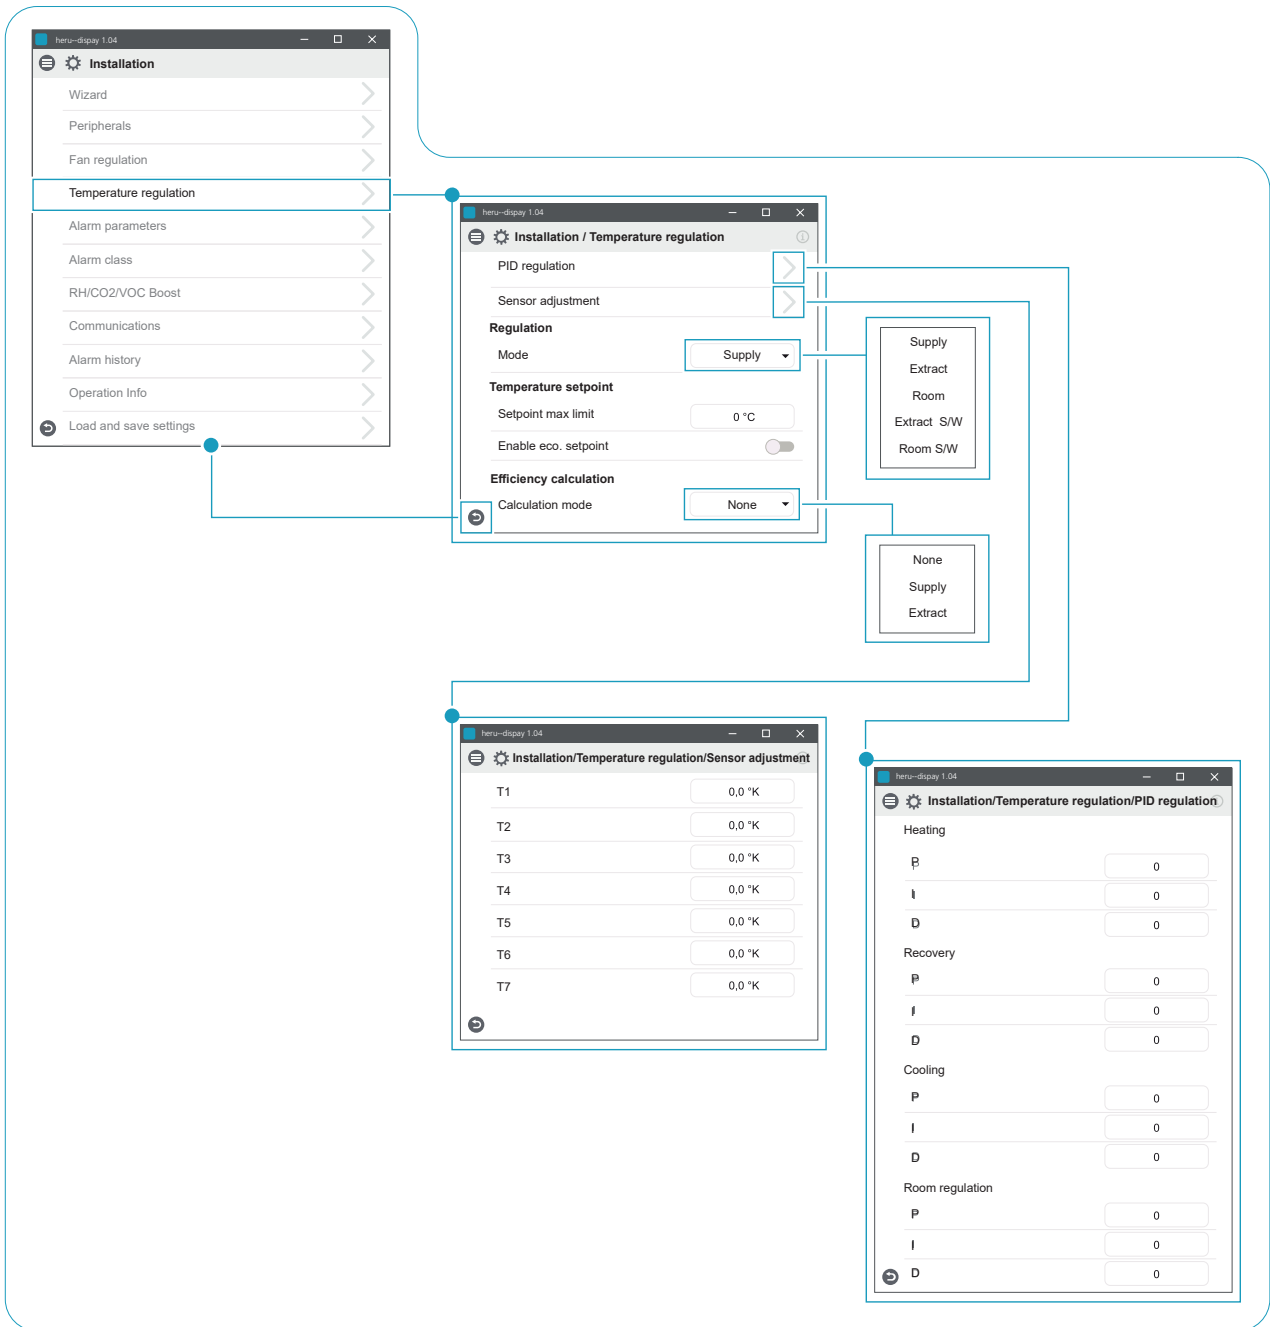 heru--dispay 1.04
Installation
Wizard
Peripherals
Fan regulation
Temperature regulation
Alarm parameters
Alarm class
RH/CO2/VOC Boost
Communications
Alarm history
Operation Info
Load and save settings
heru--dispay 1.04
Installation / Temperature regulation
PID regulation
Sensor adjustment
Regulation
Mode Supply
Temperature setpoint
Setpoint max limit 0 °C
Enable eco. setpoint
Efficiency calculation
Calculation mode None
Supply
Extract
Room
Extract S/W
Room S/W
None
Supply
Extract
heru--dispay 1.04
Installation/Temperature regulation/Sensor adjustment
T1 0,0 °K
T2 0,0 °K
T3 0,0 °K
T4 0,0 °K
T5 0,0 °K
T6 0,0 °K
T7 0,0 °K
heru--dispay 1.04
Installation/Temperature regulation/PID regulation
Heating
P 0
I 0
D 0
Recovery
P 0
I 0
D 0
Cooling
P 0
I 0
D 0
Room regulation
P 0
I 0
D 0